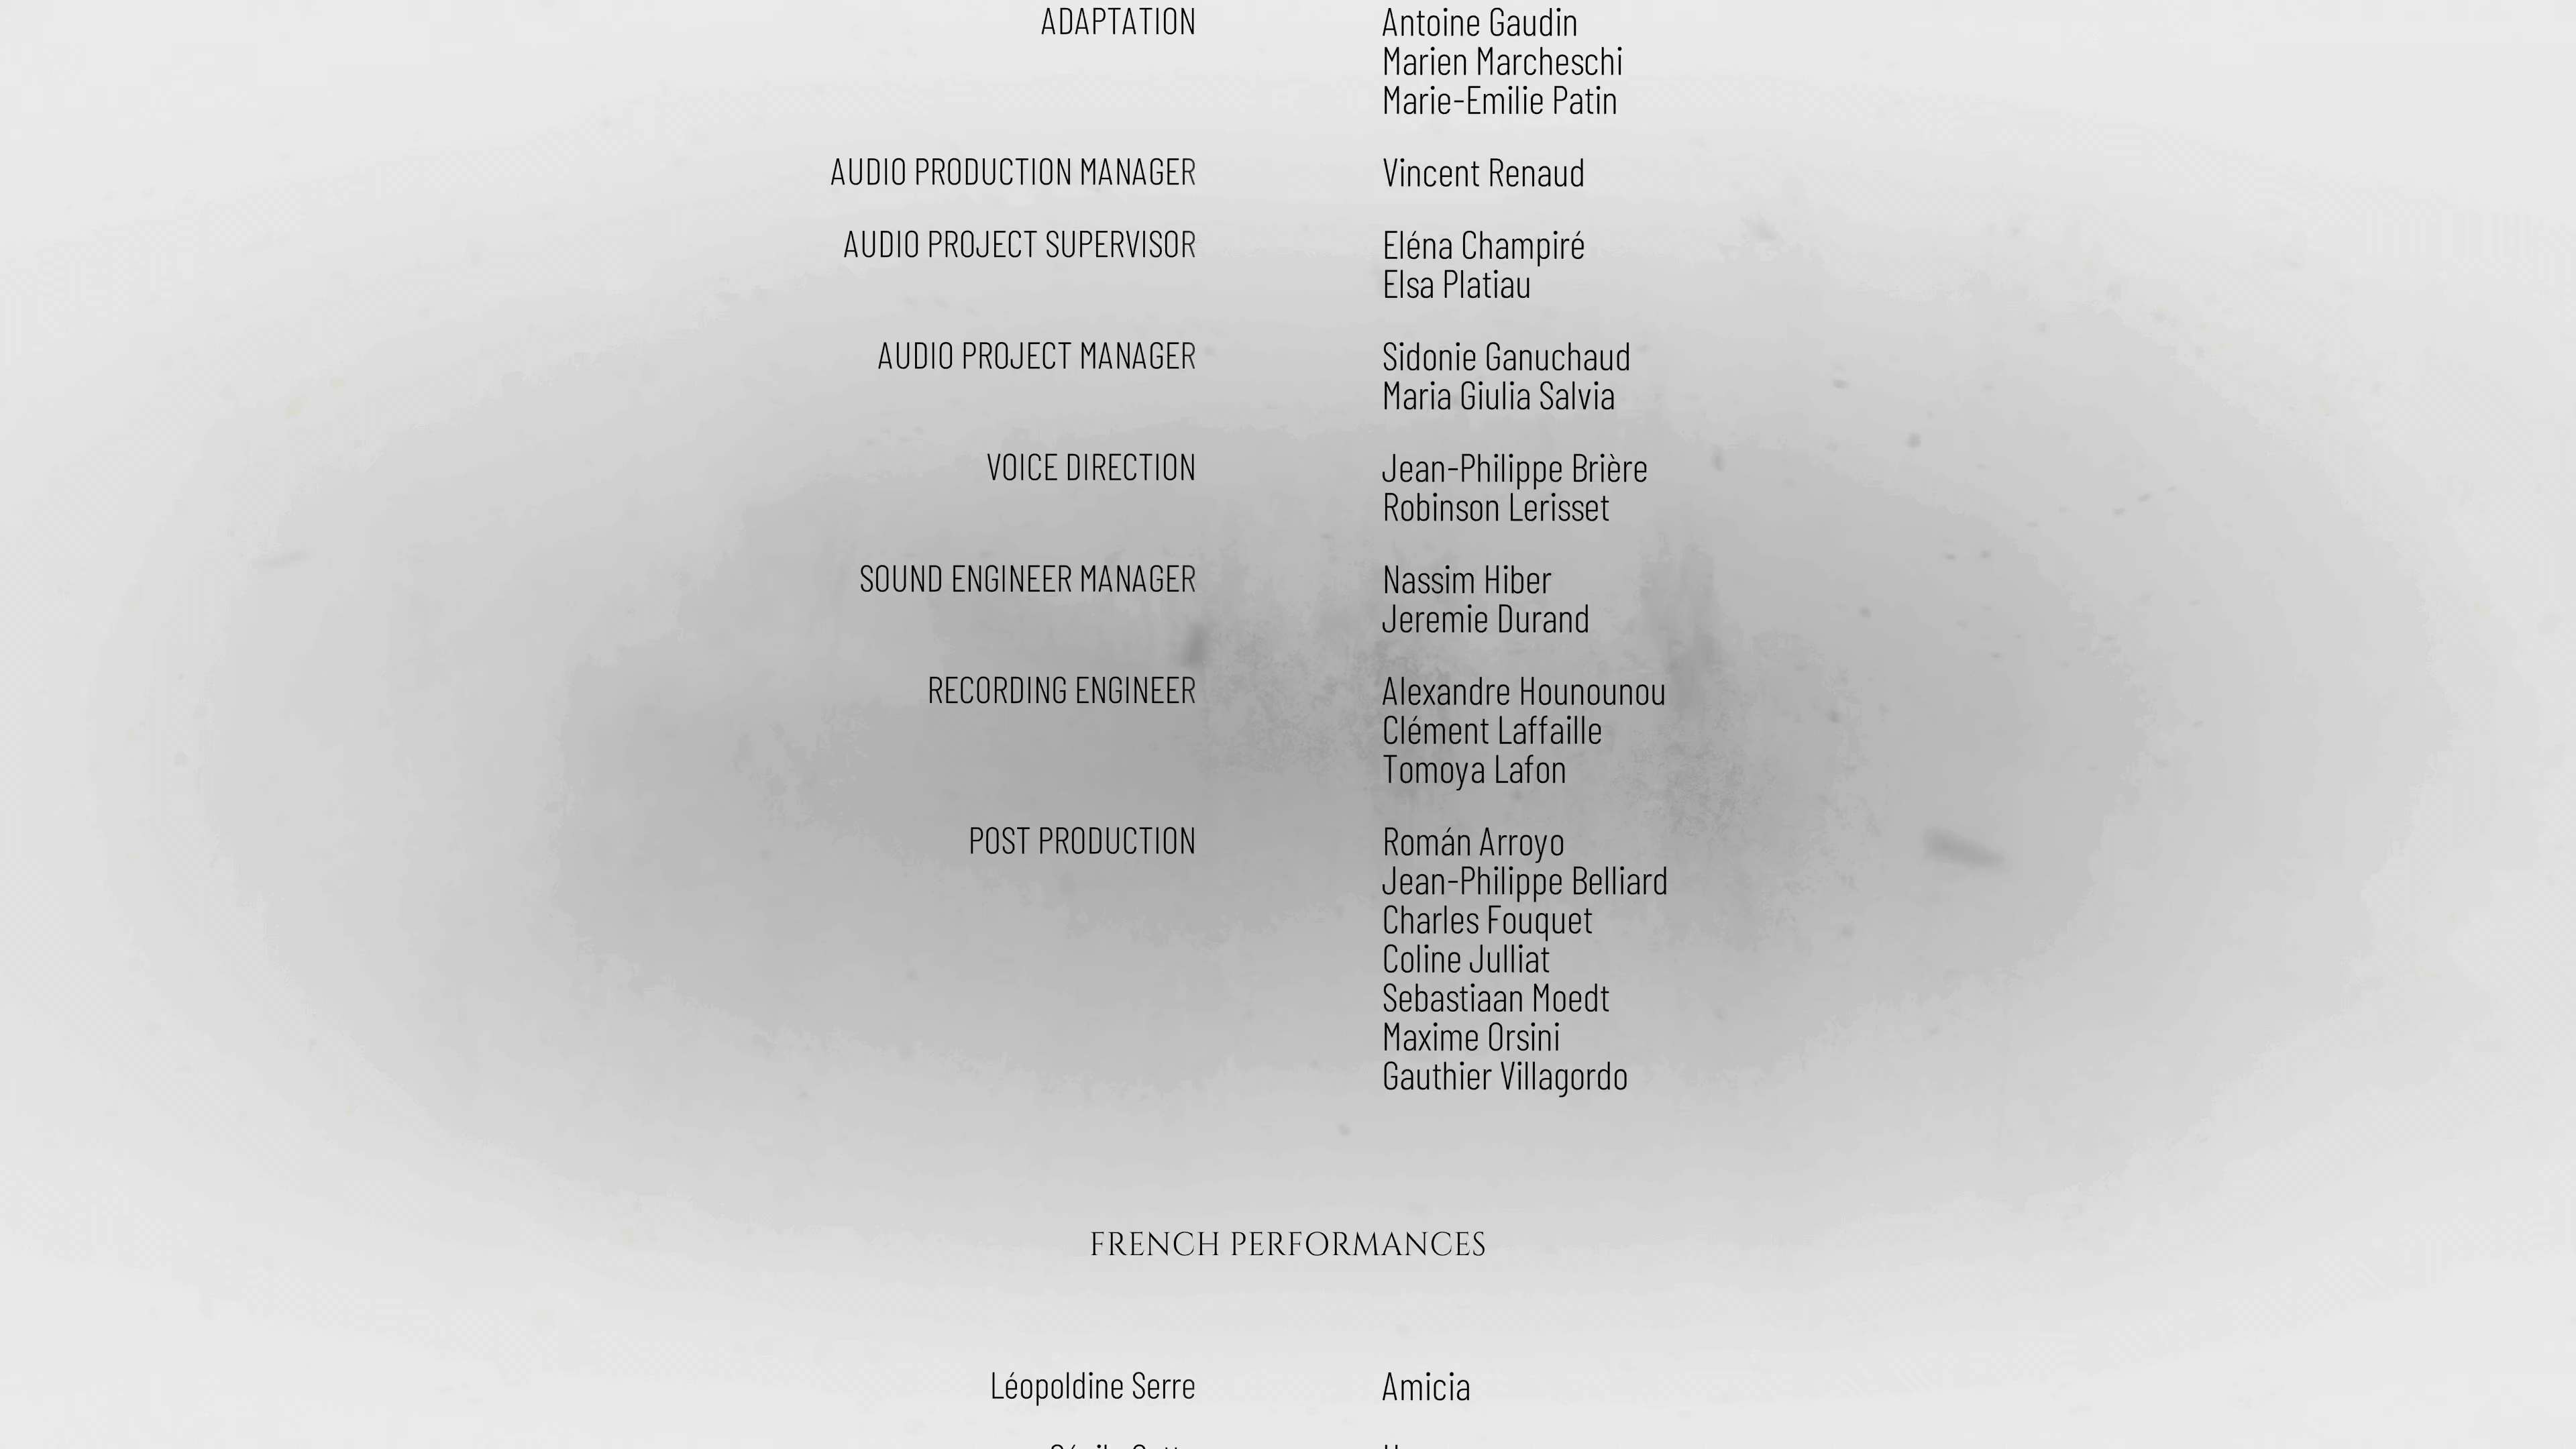 ADAPTATION Antoine Gaudin
Marien Marcheschi
Marie-Emilie Patin
AUDIO PRODUCTION MANAGER Vincent Renaud
AUDIO PROJECT SUPERVISOR Eléna Champiré
Elsa Platiau
AUDIO PROJECT MANAGER Sidonie Ganuchaud
Maria Giulia Salvia
VOICE DIRECTION Jean-Philippe Brière
Robinson Lerisset
SOUND ENGINEER MANAGER Nassim Hiber
Jeremie Durand
RECORDING ENGINEER Alexandre Hounounou
Clément Laffaille
Tomoya Lafon
POST PRODUCTION Román Arroyo
Jean-Philippe Belliard
Charles Fouquet
Coline Julliat
Sebastiaan Moedt
Maxime Orsini
Gauthier Villagordo
FRENCH PERFORMANCES
Léopoldine Serre Amicia